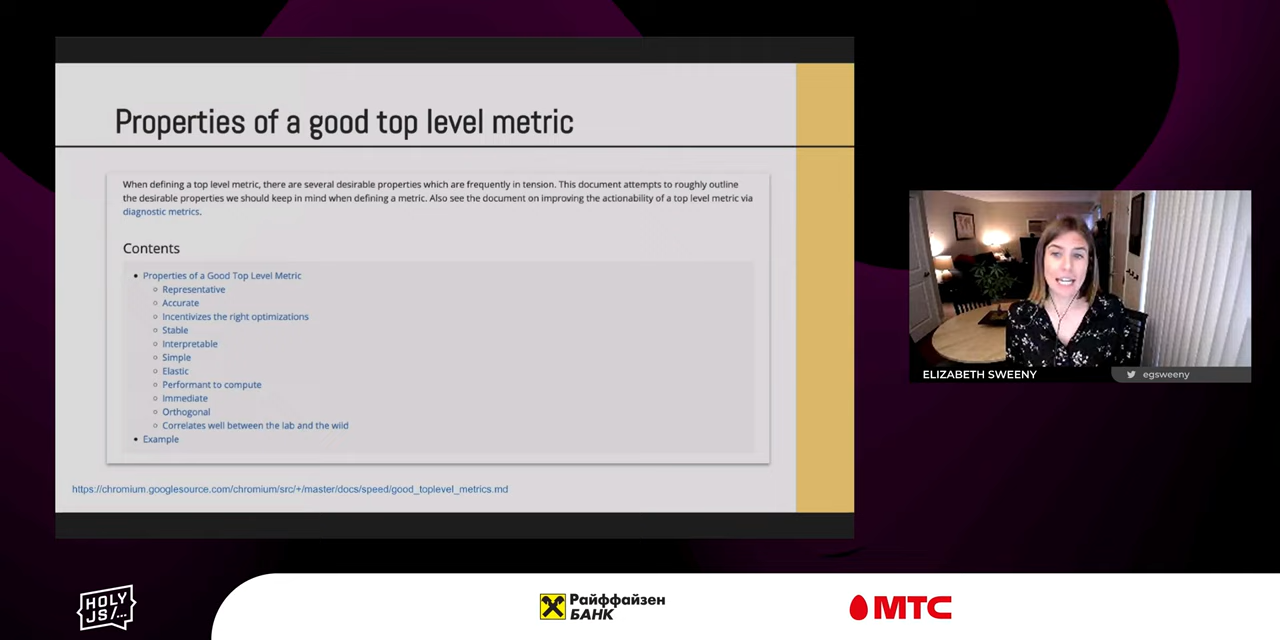 Properties of a good top level metric
When defining a top level metric, there are several desirable properties which are frequently in tension. This document attempts to roughly outline
the desirable properties we should keep in mind when defining a metric. Also see the document on improving the actionability of a top level metric via
diagnostic metrics.
Contents
Properties of a Good Top Level Metric
Representative
Accurate
Incentivizes the right optimizations
Stable
Interpretable
Simple
Elastic
Performant to compute
Immediate
Orthogonal
Correlates well between the lab and the wild
Example
https://chromium.googlesource.com/chromium/src/+/master/docs/speed/good_toplevel_metrics.md
ELIZABETH SWEENY
egsweeny
HOLY
JS/...
Райффайзен
БАНК
МТС